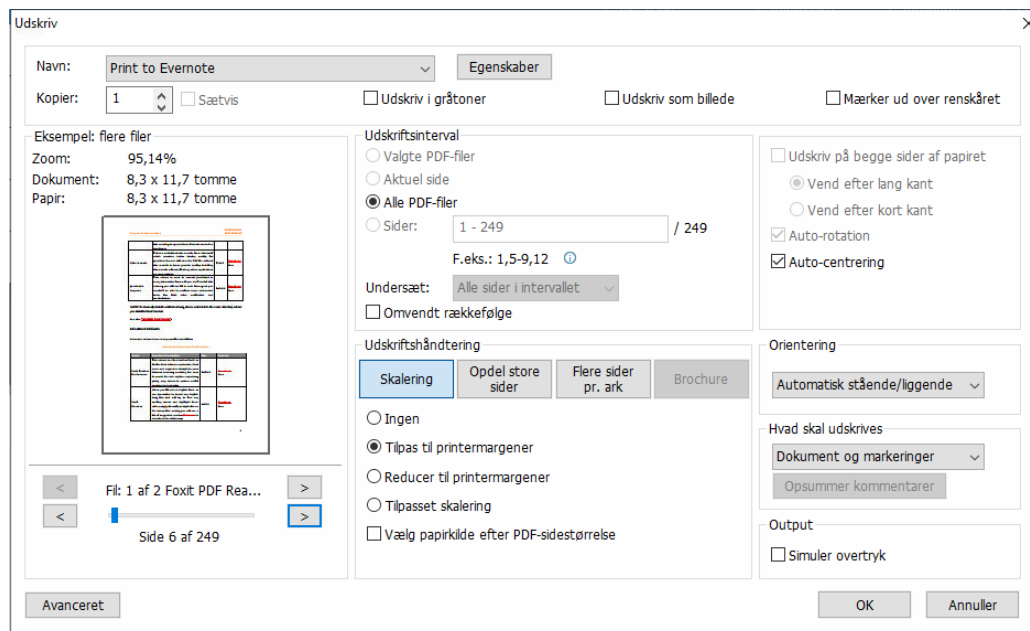 Udskriv
Navn:
Print to Evernote
Egenskaber
Kopier:
1
Sætvis
Udskriv i gråtoner
Udskriv som billede
Mærker ud over renskåret
Eksempel: flere filer
Zoom:
95,14%
Dokument:
8,3 x 11,7 tomme
Papir:
8,3 x 11,7 tomme
<
Fil: 1 af 2 Foxit PDF Rea...
>
<
>
Side 6 af 249
Udskriftsinterval
Valgte PDF-filer
Aktuel side
Alle PDF-filer
Sider:
1 - 249
/ 249
F.eks.: 1,5-9,12
Undersæt:
Alle sider i intervallet
Omvendt rækkefølge
Udskriftshåndtering
Skalering
Opdel store
sider
Flere sider
pr. ark
Brochure
Ingen
Tilpas til printermargener
Reducer til printermargener
Tilpasset skalering
Vælg papirkilde efter PDF-sidestørrelse
Udskriv på begge sider af papiret
Vend efter lang kant
Vend efter kort kant
Auto-rotation
Auto-centrering
Orientering
Automatisk stående/liggende
Hvad skal udskrives
Dokument og markeringer
Opsummer kommentarer
Output
Simuler overtryk
Avanceret
OK
Annuller